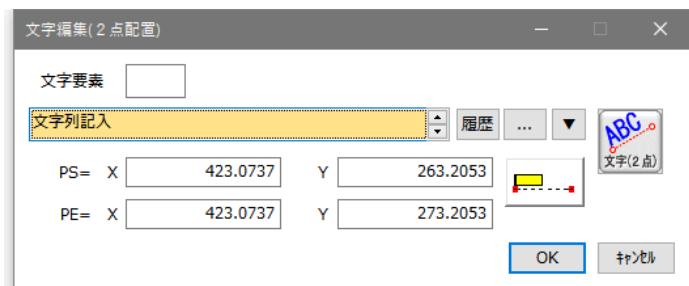 文字編集(２点配置)
文字要素
文字列記入
履歴 ... ▼
ABC
文字(2点)
PS= X 423.0737 Y 263.2053
PE= X 423.0737 Y 273.2053
OK ｷｬﾝｾﾙ